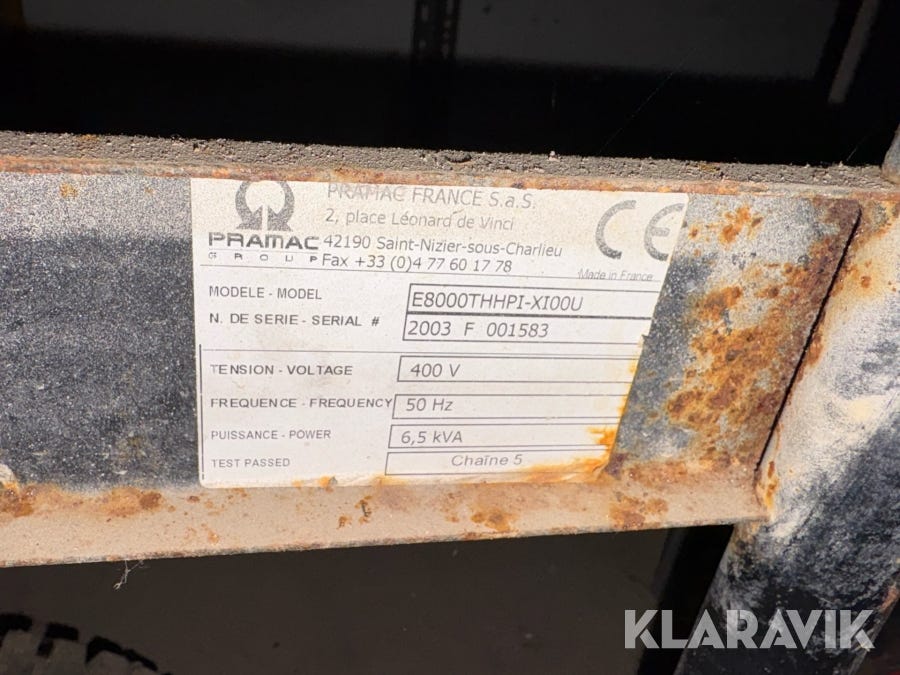 PRAMAC
GROUP
PRAMAC FRANCE S.a.S.
2, place Léonard de Vinci
42190 Saint-Nizier-sous-Charlieu
Fax +33 (0)4 77 60 17 78
CE
Made in France
MODELE - MODEL E8000THHPI-XI00U
N. DE SERIE - SERIAL # 2003 F 001583
TENSION - VOLTAGE 400 V
FREQUENCE - FREQUENCY 50 Hz
PUISSANCE - POWER 6,5 kVA
TEST PASSED Chaîne 5
KLARAVIK